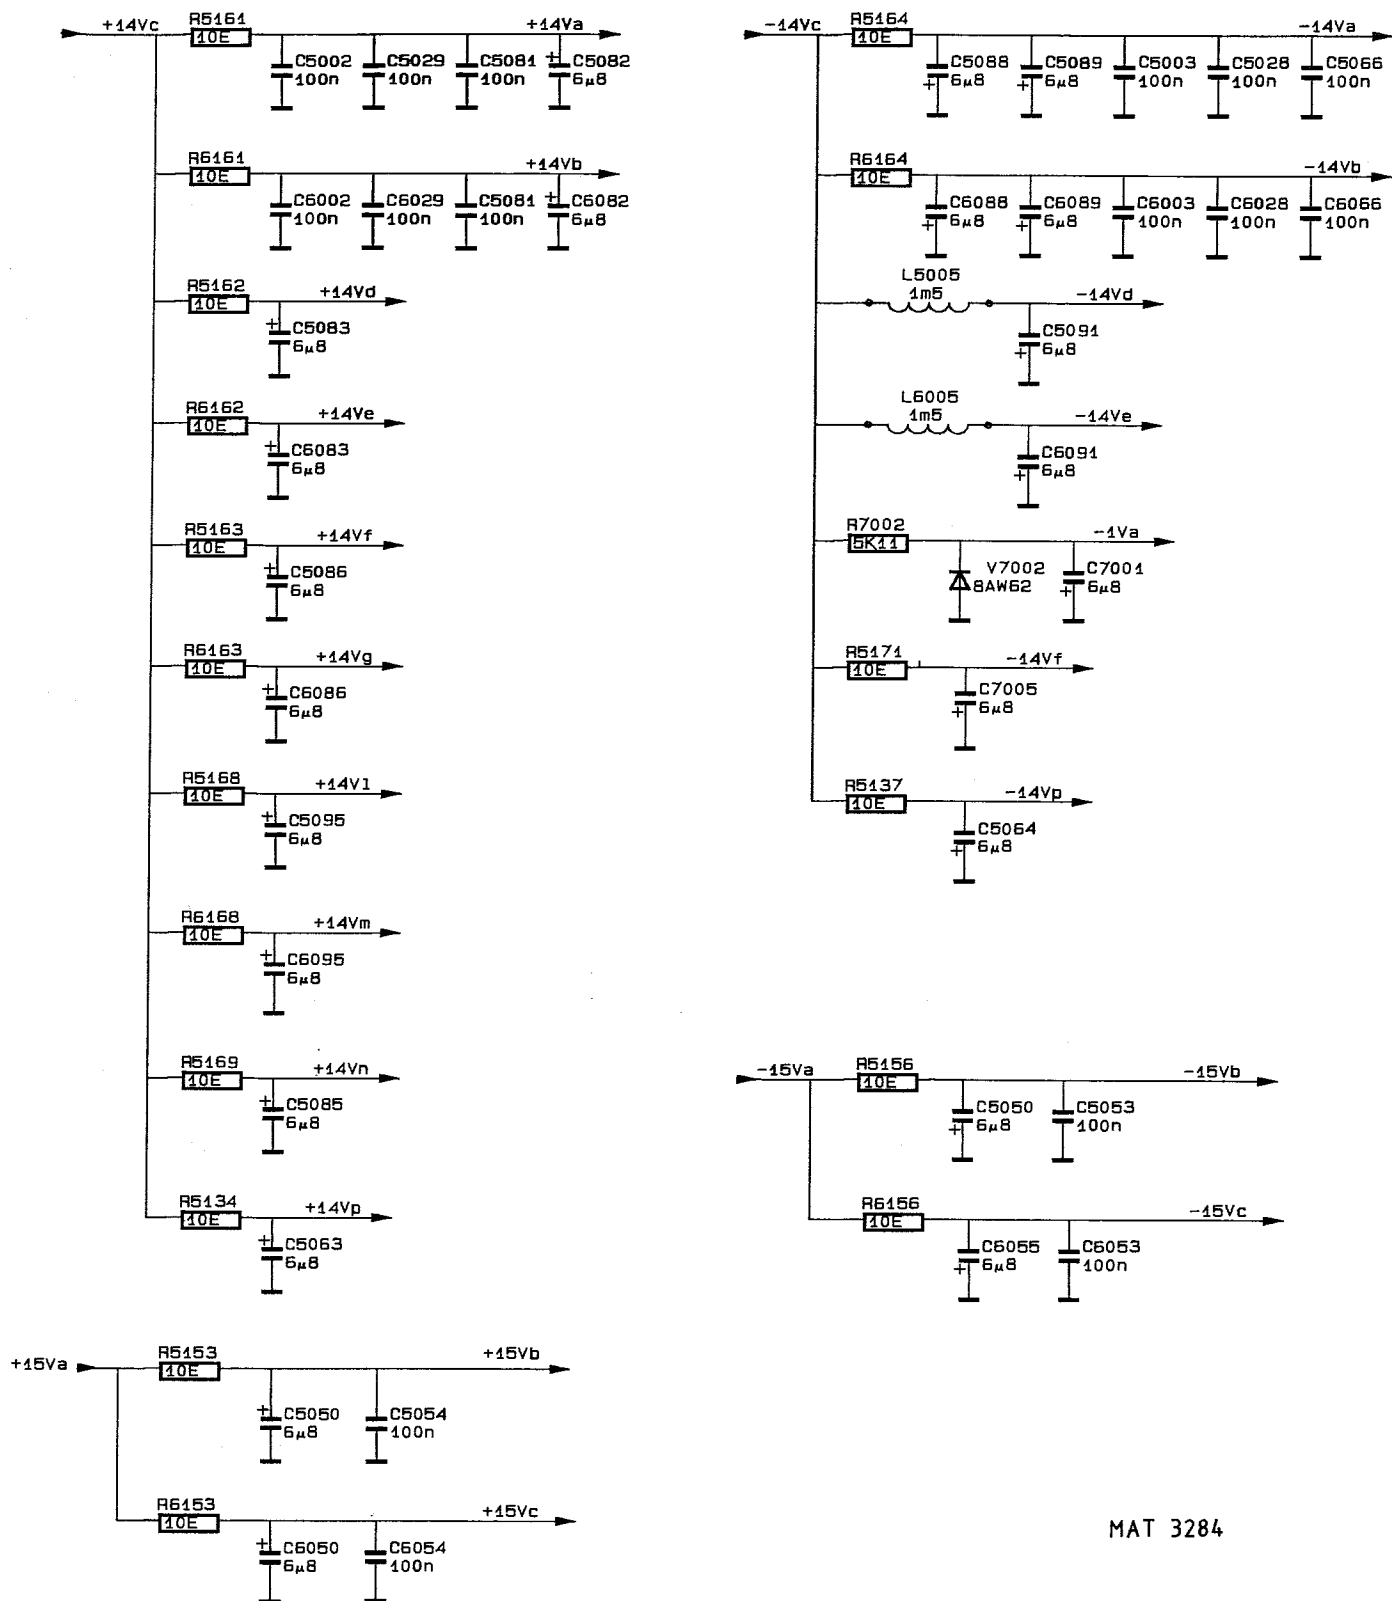 +14Vc R5161 10E +14Va
C5002 100n C5029 100n C5081 100n + C5082 6µ8
R6161 10E +14Vb
C6002 100n C6029 100n C5081 100n + C6082 6µ8
R5162 10E +14Vd
+ C5083 6µ8
R6162 10E +14Ve
+ C6083 6µ8
R5163 10E +14Vf
+ C5086 6µ8
R6163 10E +14Vg
+ C6086 6µ8
R5168 10E +14Vl
+ C5095 6µ8
R6168 10E +14Vm
+ C6095 6µ8
R5169 10E +14Vn
+ C5085 6µ8
R5134 10E +14Vp
+ C5063 6µ8
+15Va R5153 10E +15Vb
+ C5050 6µ8 C5054 100n
R6153 10E +15Vc
+ C6050 6µ8 C6054 100n
-14Vc R5164 10E -14Va
+ C5088 6µ8 + C5089 6µ8 C5003 100n C5028 100n C5066 100n
R6164 10E -14Vb
+ C6088 6µ8 + C6089 6µ8 C6003 100n C6028 100n C6066 100n
L5005 1m5 -14Vd
+ C5091 6µ8
L6005 1m5 -14Ve
+ C6091 6µ8
R7002 5K11 -1Va
V7002 BAW62 + C7001 6µ8
R5171 10E -14Vf
+ C7005 6µ8
R5137 10E -14Vp
+ C5064 6µ8
-15Va R5156 10E -15Vb
+ C5050 6µ8 C5053 100n
R6156 10E -15Vc
+ C6055 6µ8 C6053 100n
MAT 3284